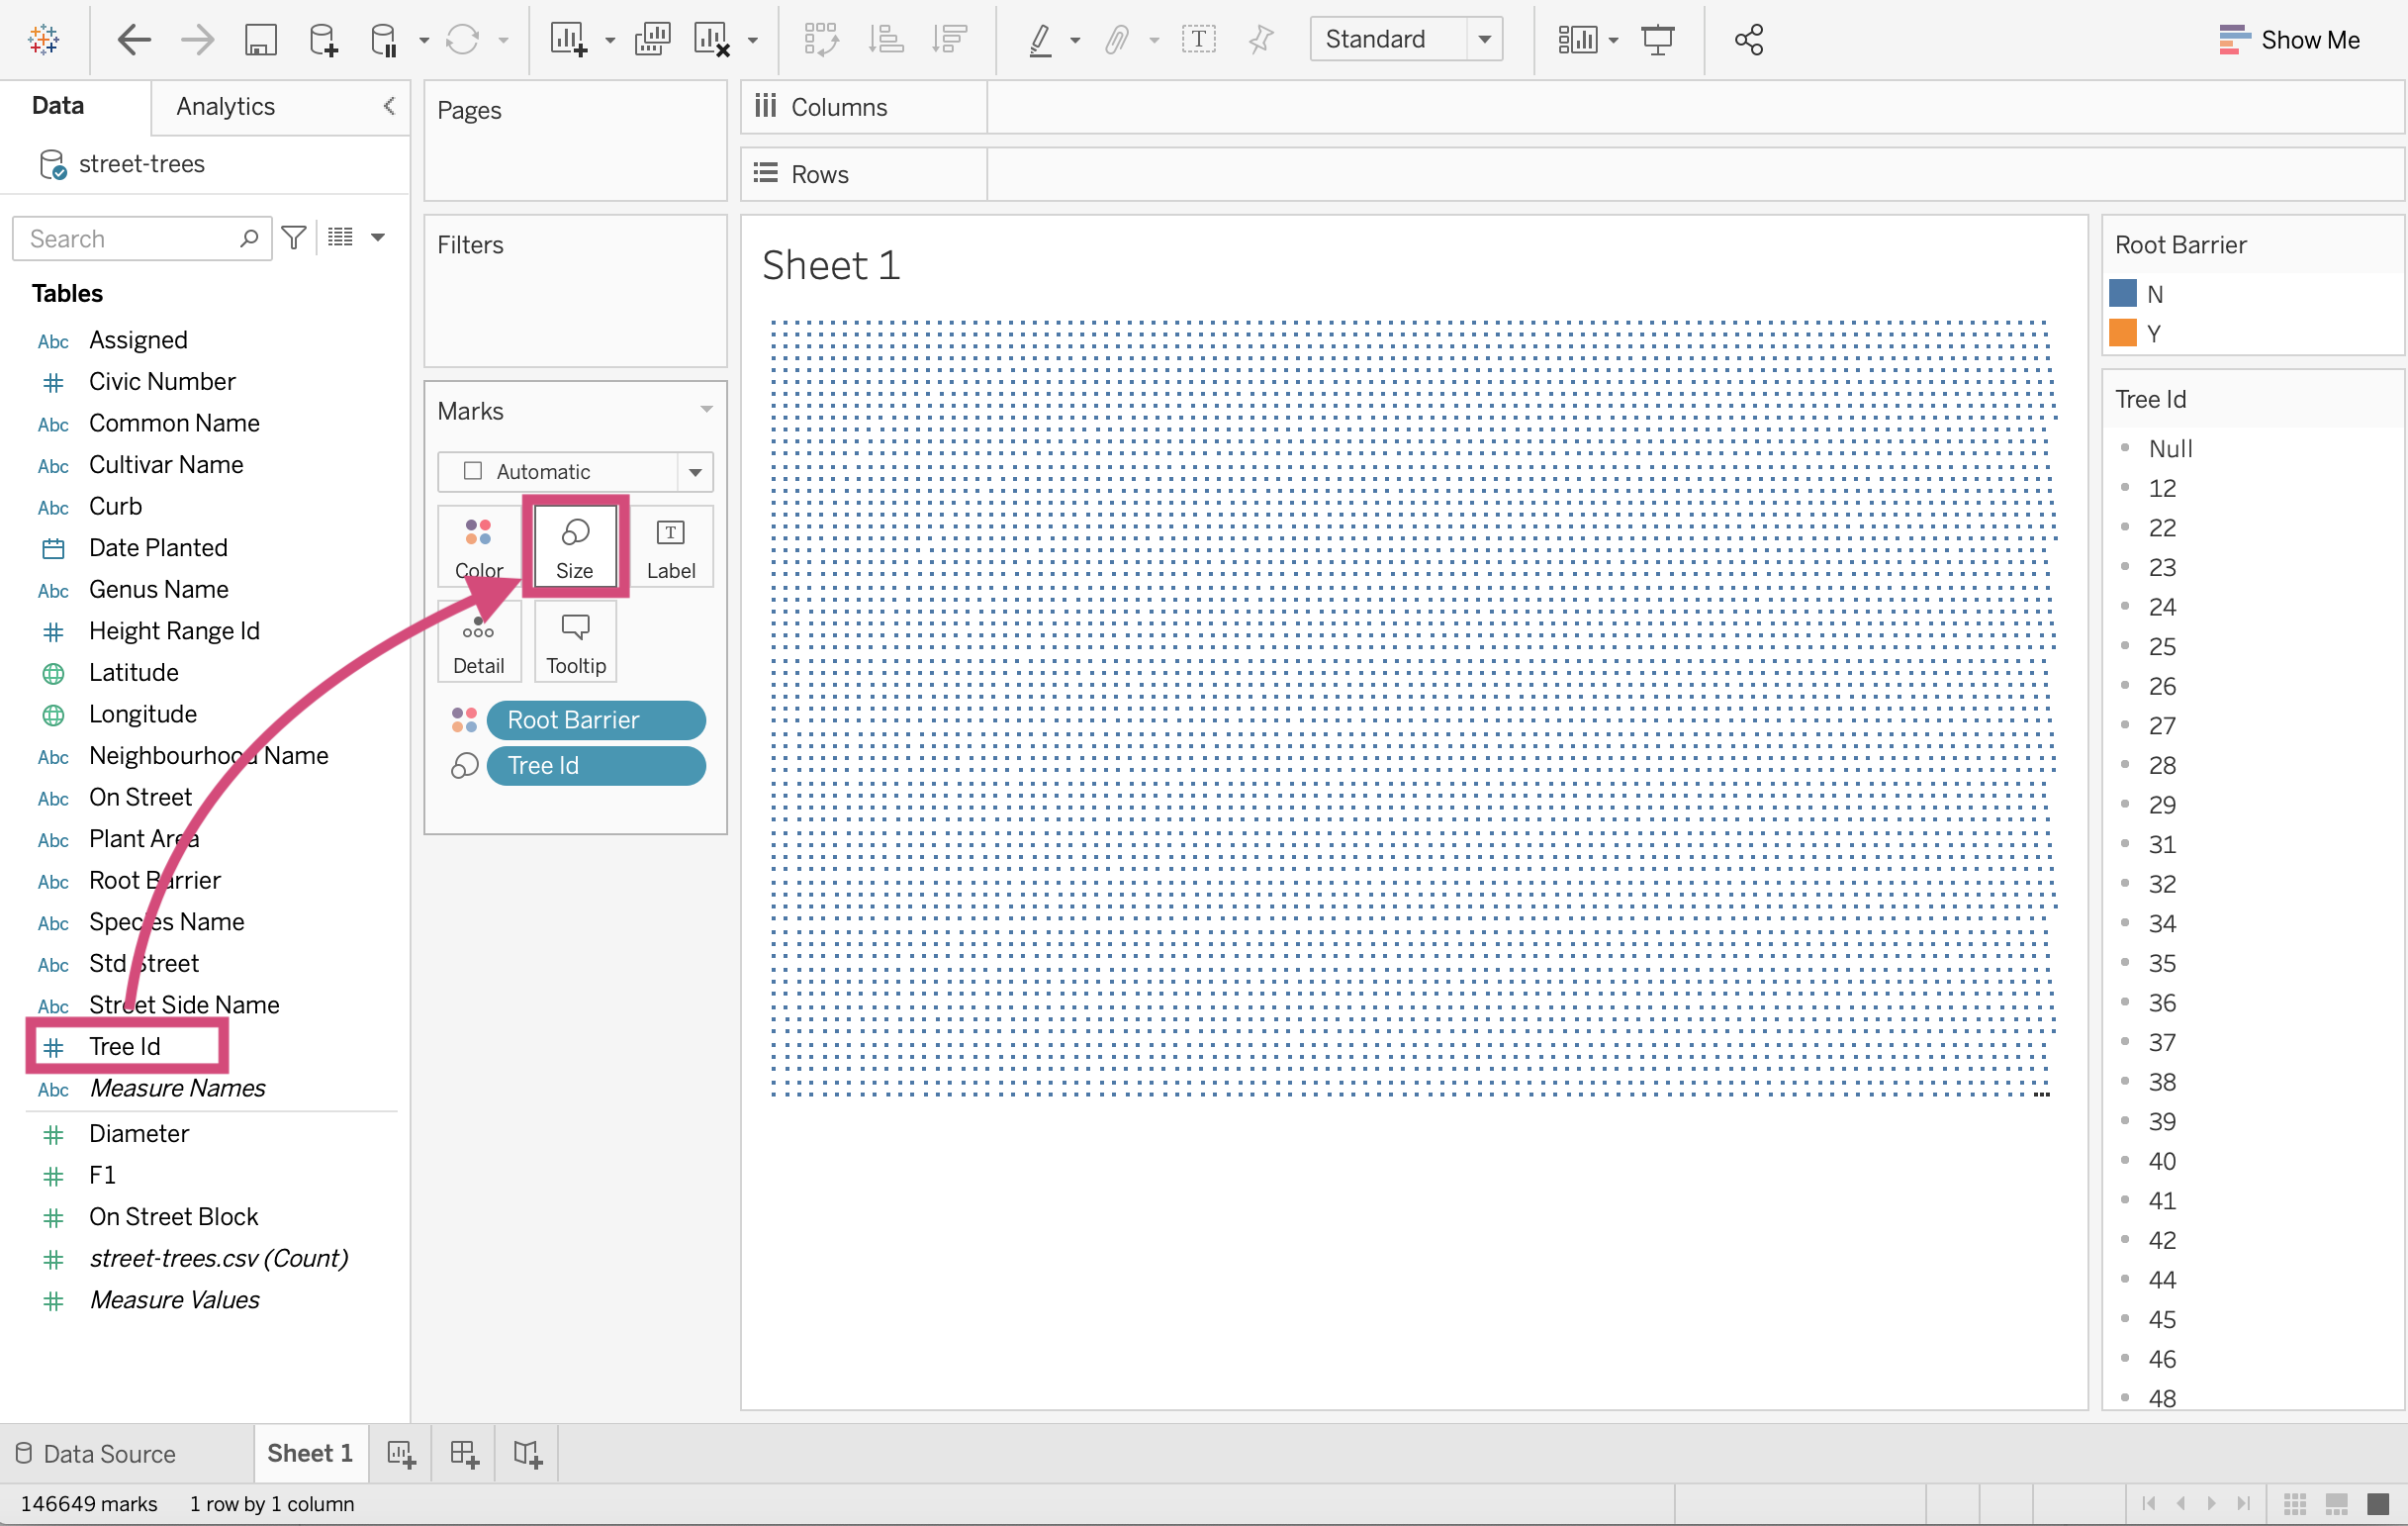 Standard
Show Me
Data
Analytics
street-trees
Search
Tables
Abc Assigned
Civic Number
Abc Common Name
Abc Cultivar Name
Abc Curb
Date Planted
Abc Genus Name
Height Range Id
Latitude
Longitude
Abc Neighbourhood Name
Abc On Street
Abc Plant Area
Abc Root Barrier
Abc Species Name
Abc Std Street
Abc Street Side Name
Tree Id
Abc Measure Names
Diameter
F1
On Street Block
street-trees.csv (Count)
Measure Values
Pages
Filters
Marks
Automatic
Color
Size
T
Label
Detail
Tooltip
Root Barrier
Tree Id
Columns
Rows
Sheet 1
Root Barrier
N
Y
Tree Id
Null
12
22
23
24
25
26
27
28
29
31
32
34
35
36
37
38
39
40
41
42
44
45
46
48
Data Source
Sheet 1
146649 marks
1 row by 1 column